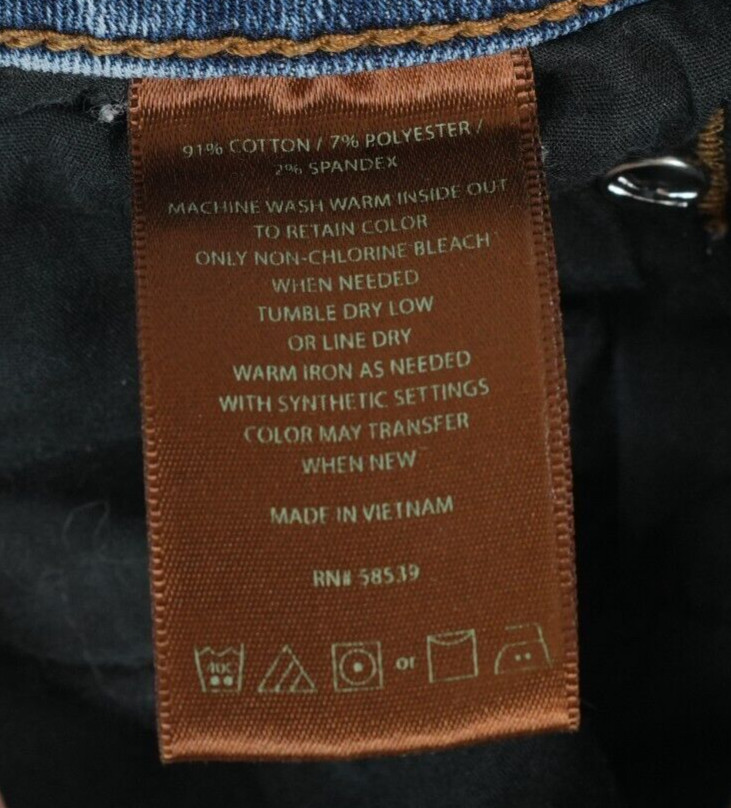 91% COTTON / 7% POLYESTER /
2% SPANDEX
MACHINE WASH WARM INSIDE OUT
TO RETAIN COLOR
ONLY NON-CHLORINE BLEACH
WHEN NEEDED
TUMBLE DRY LOW
OR LINE DRY
WARM IRON AS NEEDED
WITH SYNTHETIC SETTINGS
COLOR MAY TRANSFER
WHEN NEW
MADE IN VIETNAM
RN# 58539
40C or